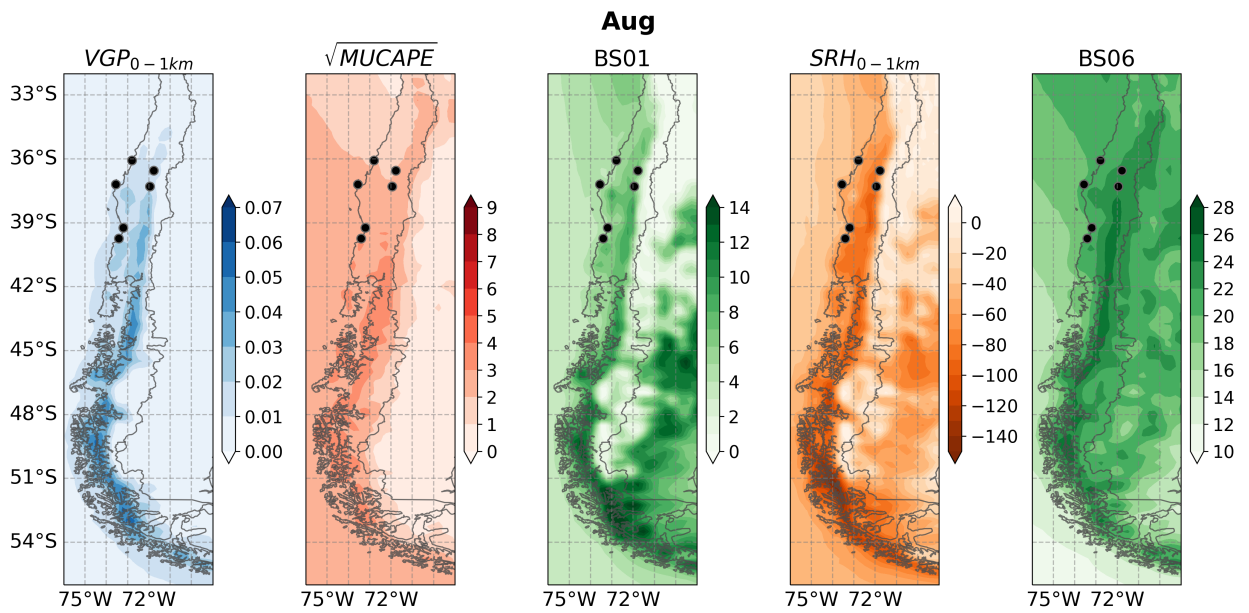 Aug
VGP0−1km
√MUCAPE
BS01
SRH0−1km
BS06
33°S
36°S
39°S
42°S
45°S
48°S
51°S
54°S
75°W 72°W
75°W 72°W
75°W 72°W
75°W 72°W
75°W 72°W
0.07
0.06
0.05
0.04
0.03
0.02
0.01
0.00
9
8
7
6
5
4
3
2
1
0
14
12
10
8
6
4
2
0
0
−20
−40
−60
−80
−100
−120
−140
28
26
24
22
20
18
16
14
12
10